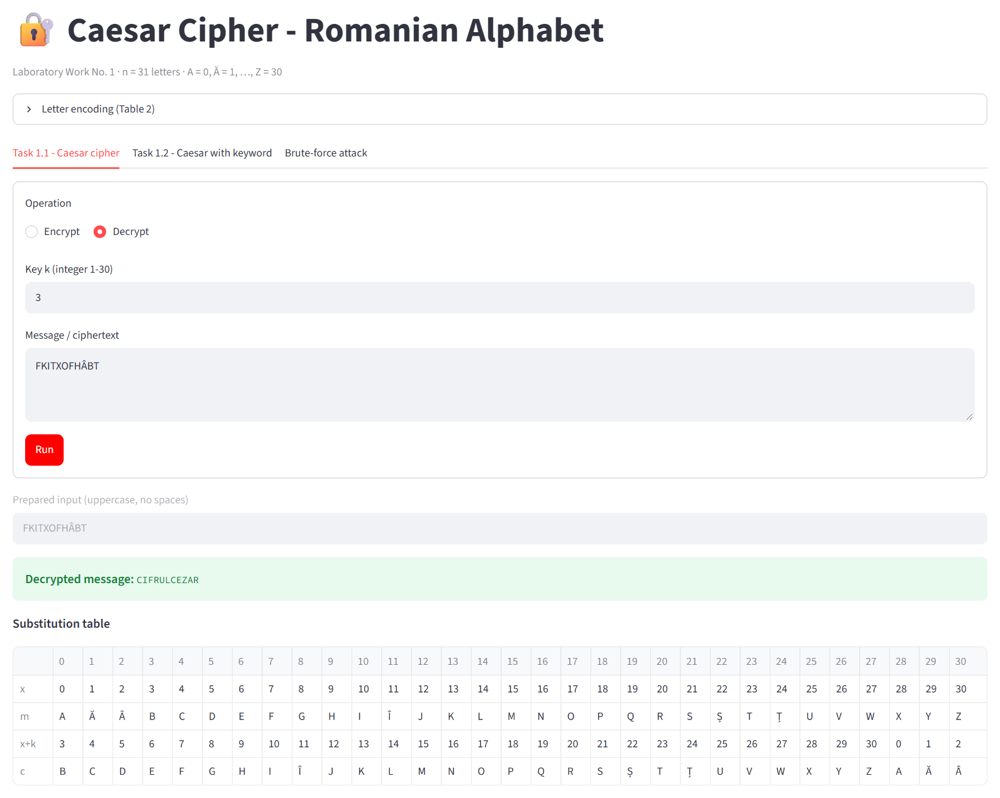 Caesar Cipher - Romanian Alphabet
Laboratory Work No. 1 · n = 31 letters · A = 0, Ă = 1, …, Z = 30
Letter encoding (Table 2)
Task 1.1 - Caesar cipher Task 1.2 - Caesar with keyword Brute-force attack
Operation
Encrypt Decrypt
Key k (integer 1-30)
3
Message / ciphertext
FKITXOFHÂBT
Run
Prepared input (uppercase, no spaces)
FKITXOFHÂBT
Decrypted message: CIFRULCEZAR
Substitution table
0 1 2 3 4 5 6 7 8 9 10 11 12 13 14 15 16 17 18 19 20 21 22 23 24 25 26 27 28 29 30
x 0 1 2 3 4 5 6 7 8 9 10 11 12 13 14 15 16 17 18 19 20 21 22 23 24 25 26 27 28 29 30
m A Ă Â B C D E F G H I Î J K L M N O P Q R S Ș T Ț U V W X Y Z
x+k 3 4 5 6 7 8 9 10 11 12 13 14 15 16 17 18 19 20 21 22 23 24 25 26 27 28 29 30 0 1 2
c B C D E F G H I Î J K L M N O P Q R S Ș T Ț U V W X Y Z A Ă Â